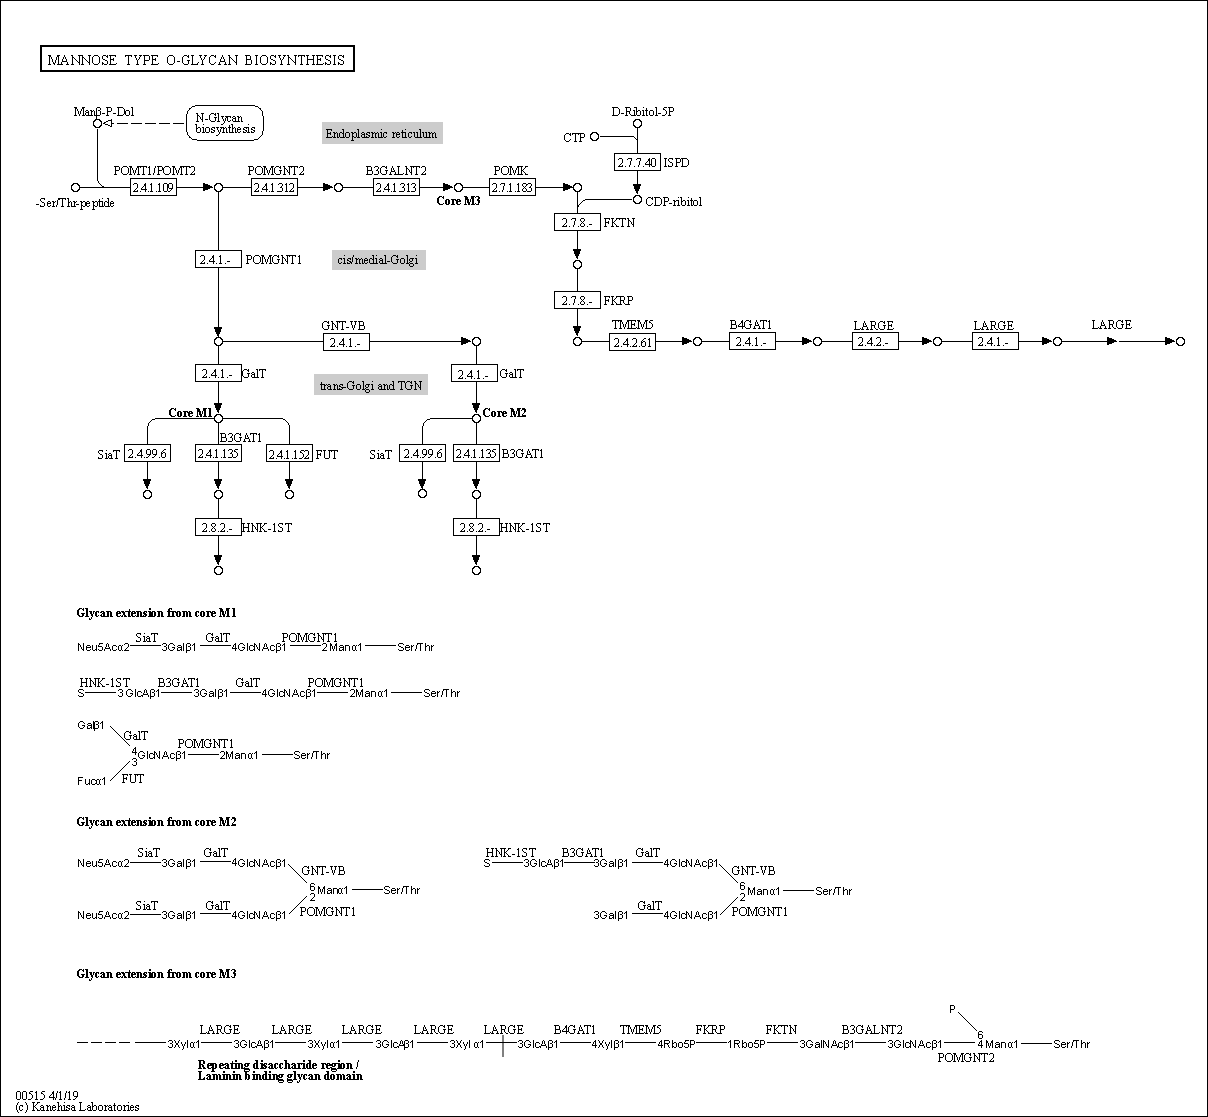 MANNOSE TYPE O-GLYCAN BIOSYNTHESIS
Manβ-P-Dol
N-Glycan
biosynthesis
Endoplasmic reticulum
D-Ribitol-5P
CTP
2.7.7.40 ISPD
POMT1/POMT2 POMGNT2 B3GALNT2 POMK
2.4.1.109 2.4.1.312 2.4.1.313 2.7.1.183
-Ser/Thr-peptide
Core M3
CDP-ribitol
2.7.8.- FKTN
2.4.1.- POMGNT1
cis/medial-Golgi
2.7.8.- FKRP
GNT-VB TMEM5 B4GAT1 LARGE LARGE LARGE
2.4.1.- 2.4.2.61 2.4.1.- 2.4.2.- 2.4.1.-
2.4.1.- GalT
trans-Golgi and TGN
2.4.1.- GalT
Core M1
Core M2
B3GAT1
SiaT 2.4.99.6 2.4.1.135 2.4.1.152 FUT
SiaT 2.4.99.6 2.4.1.135 B3GAT1
2.8.2.- HNK-1ST
2.8.2.- HNK-1ST
Glycan extension from core M1
SiaT GalT POMGNT1
Neu5Acα2 3Galβ1 4GlcNAcβ1 2Manα1 Ser/Thr
HNK-1ST B3GAT1 GalT POMGNT1
S 3GlcAβ1 3Galβ1 4GlcNAcβ1 2Manα1 Ser/Thr
Galβ1
GalT
POMGNT1
4
GlcNAcβ1 2Manα1 Ser/Thr
3
Fucα1
FUT
Glycan extension from core M2
SiaT GalT
Neu5Acα2 3Galβ1 4GlcNAcβ1
GNT-VB
6
Manα1 Ser/Thr
2
SiaT GalT POMGNT1
Neu5Acα2 3Galβ1 4GlcNAcβ1
HNK-1ST B3GAT1 GalT
S 3GlcAβ1 3Galβ1 4GlcNAcβ1
GNT-VB
6
Manα1 Ser/Thr
2
GalT POMGNT1
3Galβ1 4GlcNAcβ1
Glycan extension from core M3
P
LARGE LARGE LARGE LARGE LARGE B4GAT1 TMEM5 FKRP FKTN B3GALNT2
6
3Xylα1 3GlcAβ1 3Xylα1 3GlcAβ1 3Xylα1 3GlcAβ1 4Xylβ1 4Rbo5P 1Rbo5P 3GalNAcβ1 3GlcNAcβ1 4 Manα1 Ser/Thr
POMGNT2
Repeating disaccharide region /
Laminin binding glycan domain
00515 4/1/19
(c) Kanehisa Laboratories